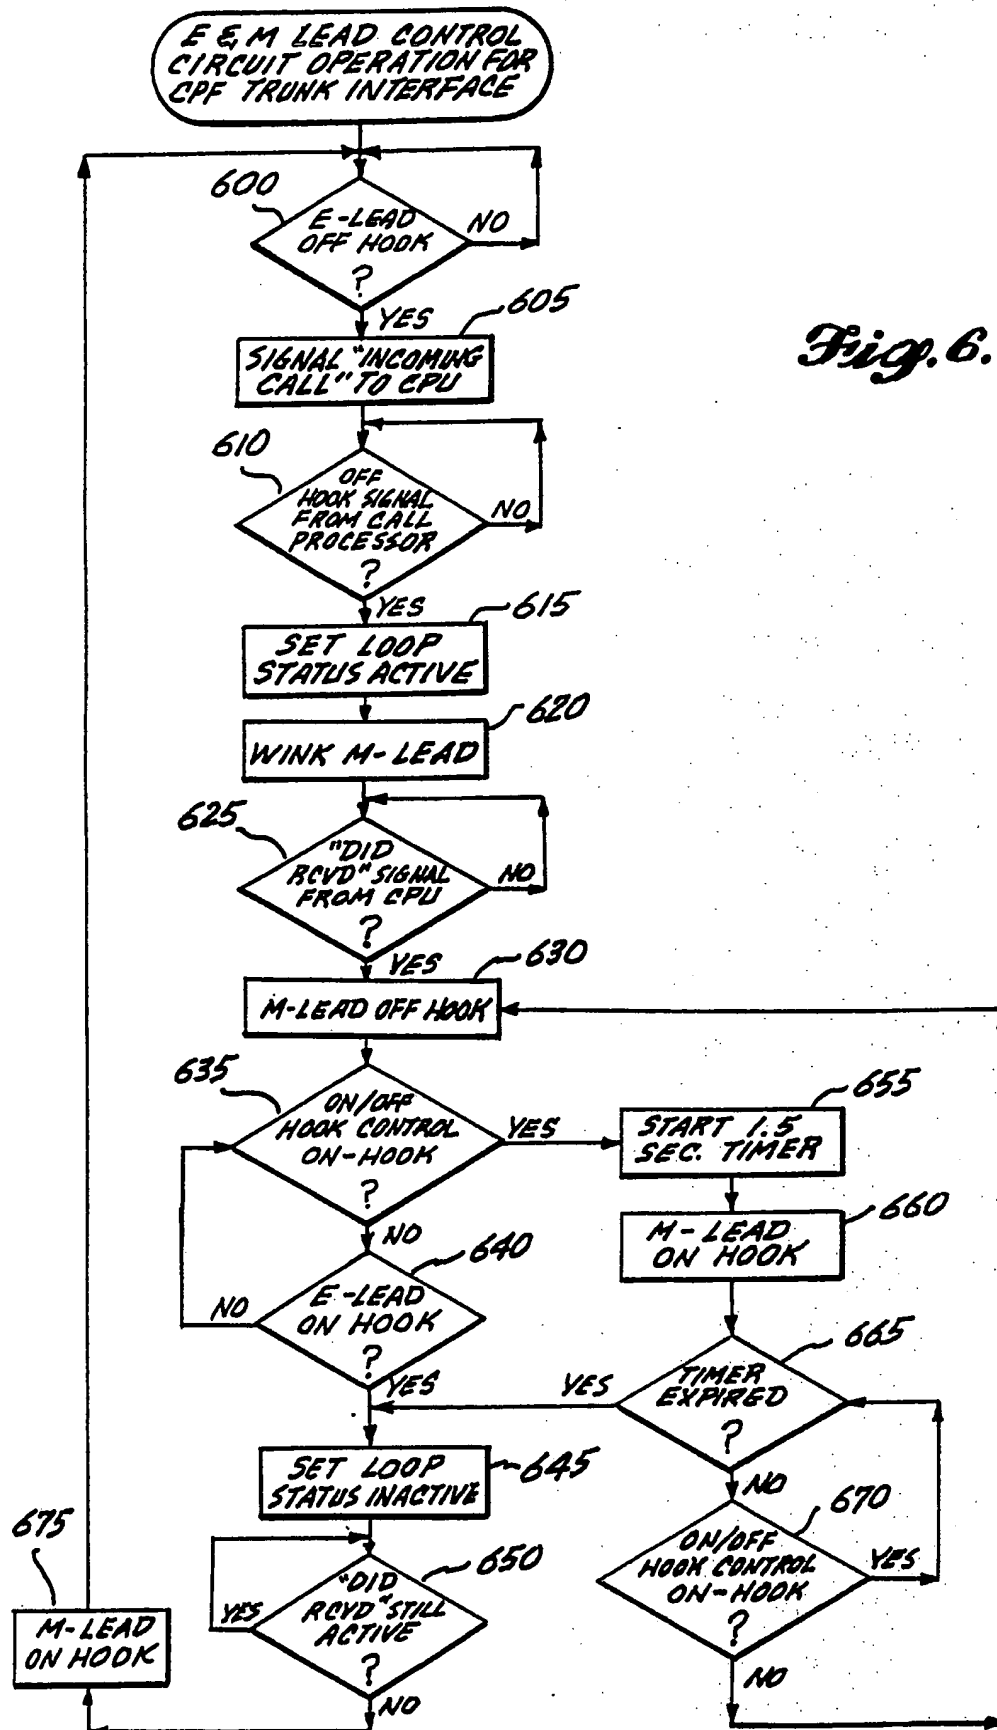 E & M LEAD CONTROL
CIRCUIT OPERATION FOR
CPF TRUNK INTERFACE
600
E-LEAD
OFF HOOK
?
NO
YES
605
SIGNAL "INCOMING
CALL" TO CPU
Fig. 6.
610
OFF
HOOK SIGNAL
FROM CALL
PROCESSOR
?
NO
YES
615
SET LOOP
STATUS ACTIVE
620
WINK M-LEAD
625
"DID
RCVD" SIGNAL
FROM CPU
?
NO
YES
630
M-LEAD OFF HOOK
635
ON/OFF
HOOK CONTROL
ON-HOOK
?
YES
NO
655
START 1.5
SEC. TIMER
660
M-LEAD
ON HOOK
640
E-LEAD
ON HOOK
?
NO
YES
665
TIMER
EXPIRED
?
YES
NO
645
SET LOOP
STATUS INACTIVE
670
ON/OFF
HOOK CONTROL
ON-HOOK
?
YES
NO
650
"DID
RCVD" STILL
ACTIVE
?
YES
NO
675
M-LEAD
ON HOOK